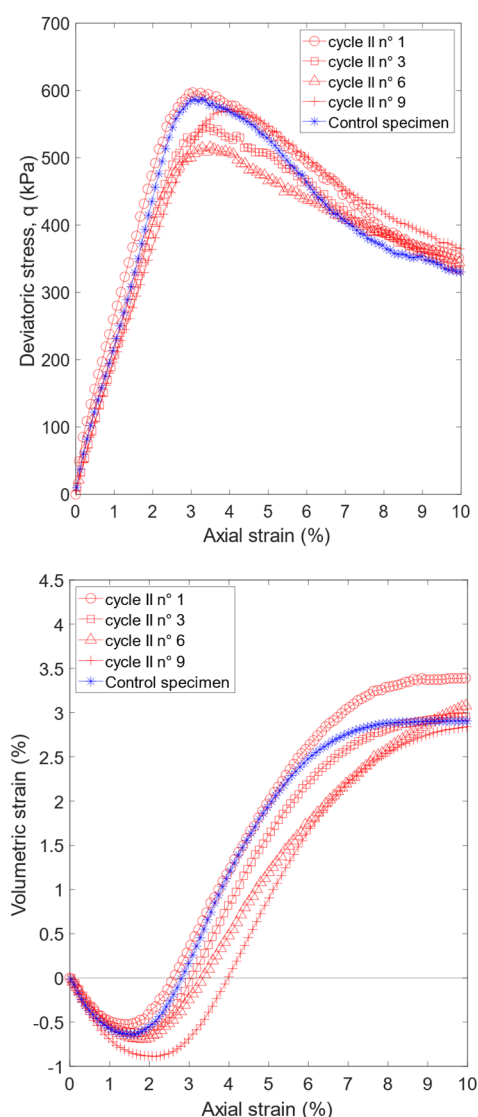 700
600
500
400
300
200
100
0
Deviatoric stress, q (kPa)
cycle II n° 1
cycle II n° 3
cycle II n° 6
cycle II n° 9
Control specimen
0 1 2 3 4 5 6 7 8 9 10
Axial strain (%)
4.5
4
3.5
3
2.5
2
1.5
1
0.5
0
-0.5
-1
Volumetric strain (%)
cycle II n° 1
cycle II n° 3
cycle II n° 6
cycle II n° 9
Control specimen
0 1 2 3 4 5 6 7 8 9 10
Axial strain (%)